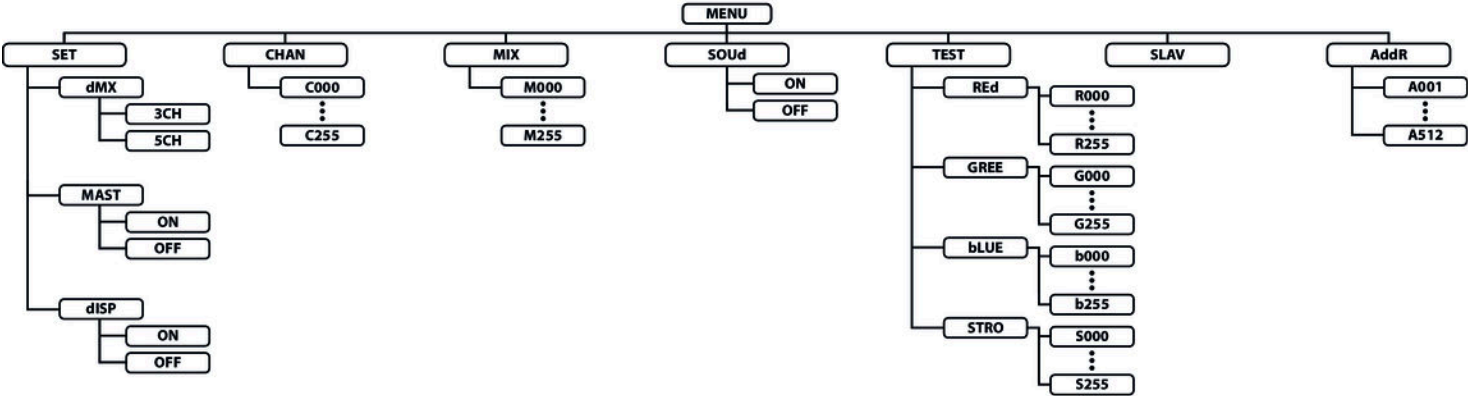 MENU
SET
CHAN
MIX
SOUd
TEST
SLAV
AddR
dMX
3CH
5CH
MAST
ON
OFF
dISP
ON
OFF
C000
C255
M000
M255
ON
OFF
REd
R000
R255
GREE
G000
G255
bLUE
b000
b255
STRO
S000
S255
A001
A512